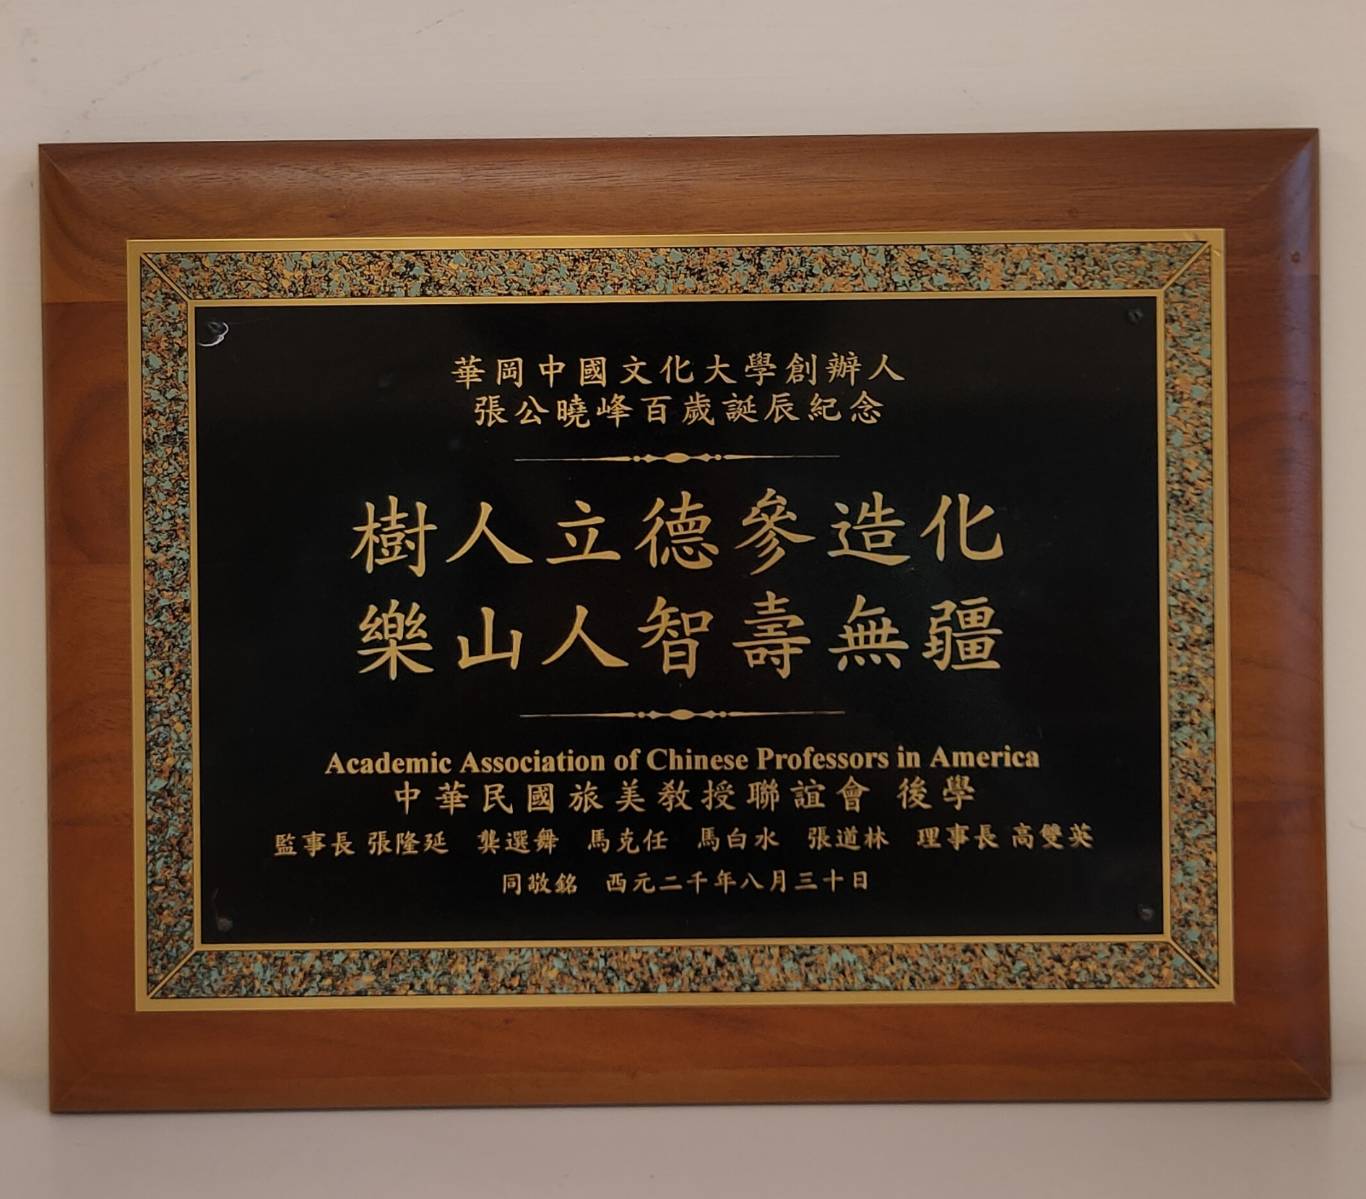 華岡中國文化大學創辦人
張公曉峰百歲誕辰紀念
樹人立德參造化
樂山人智壽無疆
Academic Association of Chinese Professors in America
中華民國旅美教授聯誼會 後學
監事長 張隆延 龔選舞 馬克任 馬白水 張道林 理事長 高雙英
同敬銘 西元二千年八月三十日